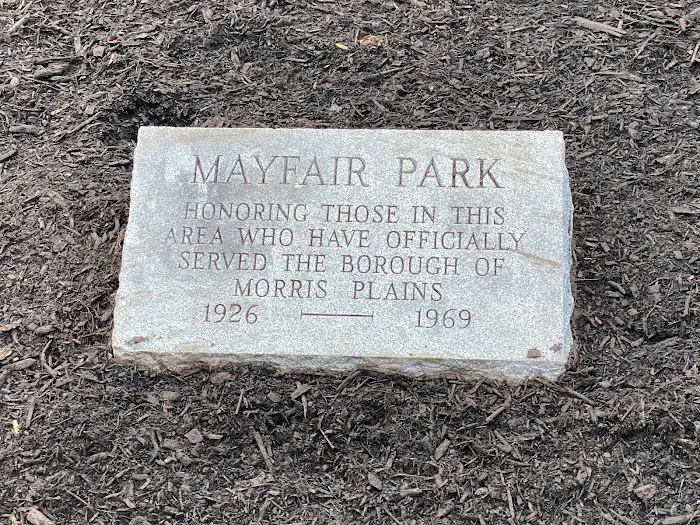 MAYFAIR PARK
HONORING THOSE IN THIS
AREA WHO HAVE OFFICIALLY
SERVED THE BOROUGH OF
MORRIS PLAINS
1926 — 1969